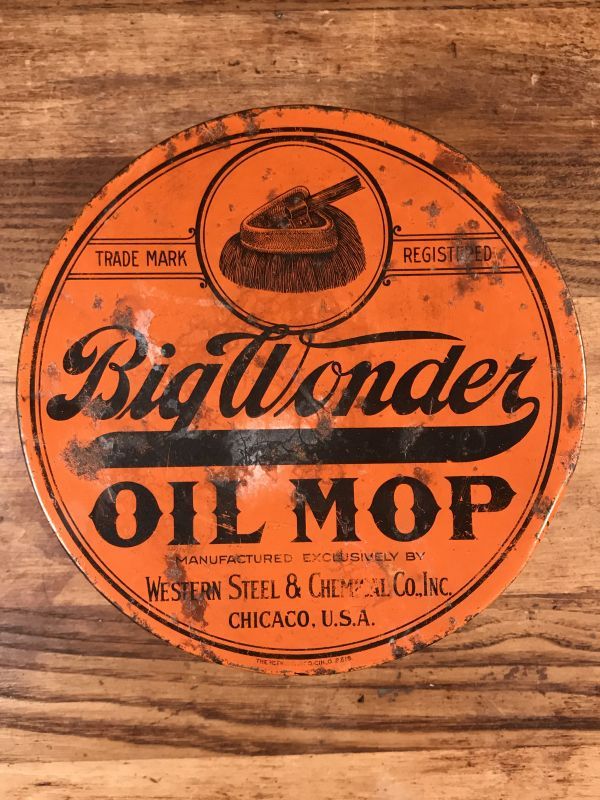 TRADE MARK REGISTERED
Big Wonder
OIL MOP
MANUFACTURED EXCLUSIVELY BY
WESTERN STEEL & CHEMICAL CO., INC.
CHICAGO, U.S.A.